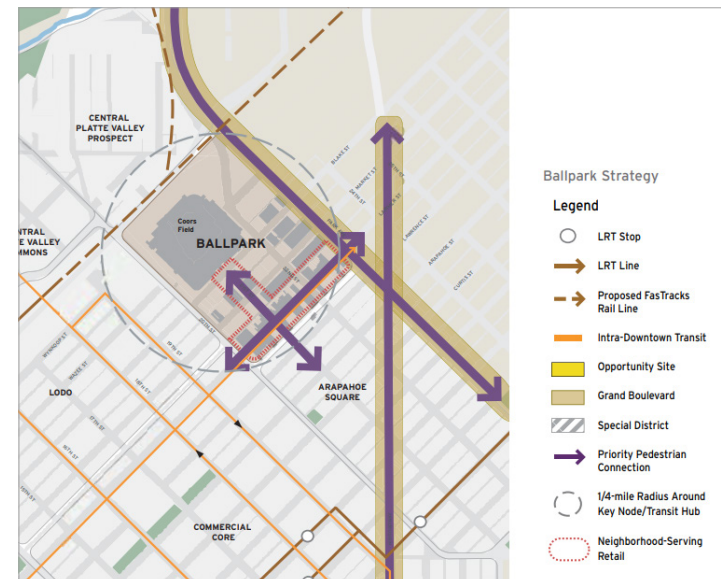 CENTRAL
PLATTE VALLEY
PROSPECT
BLAKE ST
MARKET ST
LAWRENCE ST
ARAPAHOE ST
CURTIS ST
NTRAL
E VALLEY
MMONS
Coors
Field
BALLPARK
20TH ST
19TH ST
18TH ST
17TH ST
16TH ST
WYNKOOP ST
WAZEE ST
LODO
ARAPAHOE
SQUARE
COMMERCIAL
CORE
Ballpark Strategy
Legend
LRT Stop
LRT Line
Proposed FasTracks
Rail Line
Intra-Downtown Transit
Opportunity Site
Grand Boulevard
Special District
Priority Pedestrian
Connection
1/4-mile Radius Around
Key Node/Transit Hub
Neighborhood-Serving
Retail